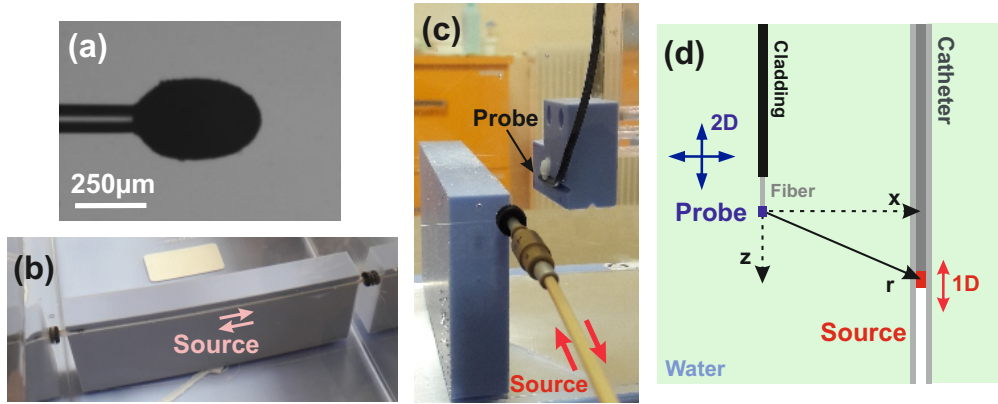 (a)
250µm
(b)
Source
(c)
Probe
Source
(d)
Cladding
Catheter
2D
Fiber
Probe
x
z
r
1D
Source
Water